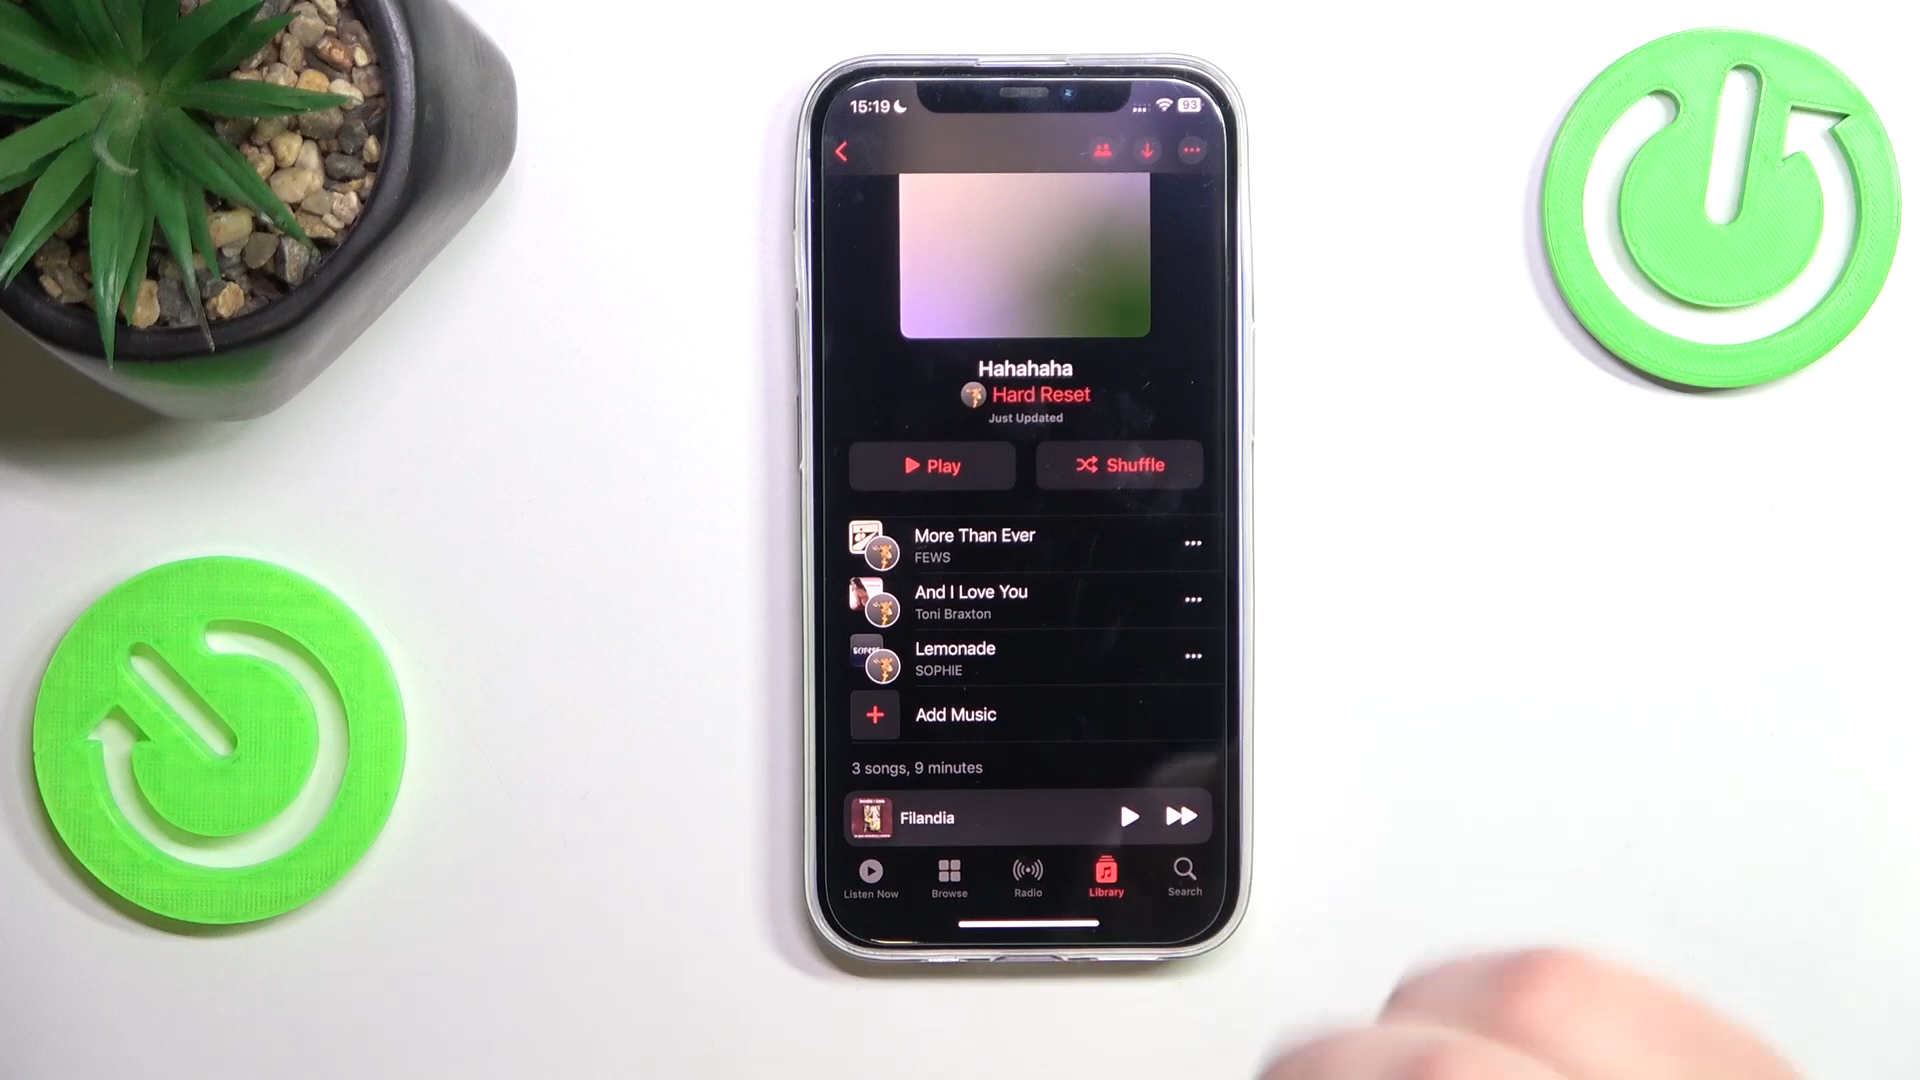 15:19
93
Hahahaha
Hard Reset
Just Updated
Play
Shuffle
More Than Ever
FEWS
And I Love You
Toni Braxton
Lemonade
SOPHIE
Add Music
3 songs, 9 minutes
Filandia
Listen Now
Browse
Radio
Library
Search